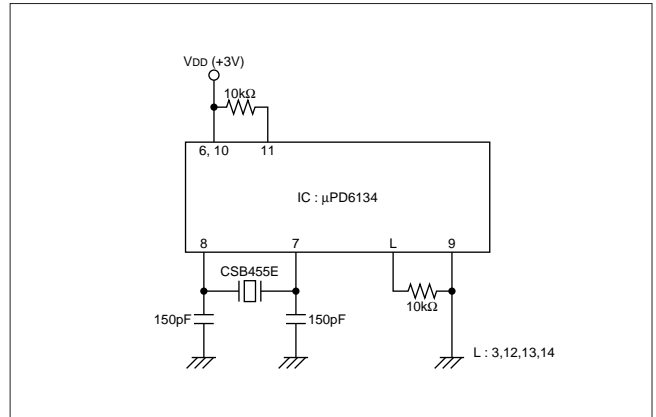 VDD (+3V)
10kΩ
6, 10
11
IC : μPD6134
8
7
L
9
CSB455E
10kΩ
150pF
150pF
L : 3,12,13,14